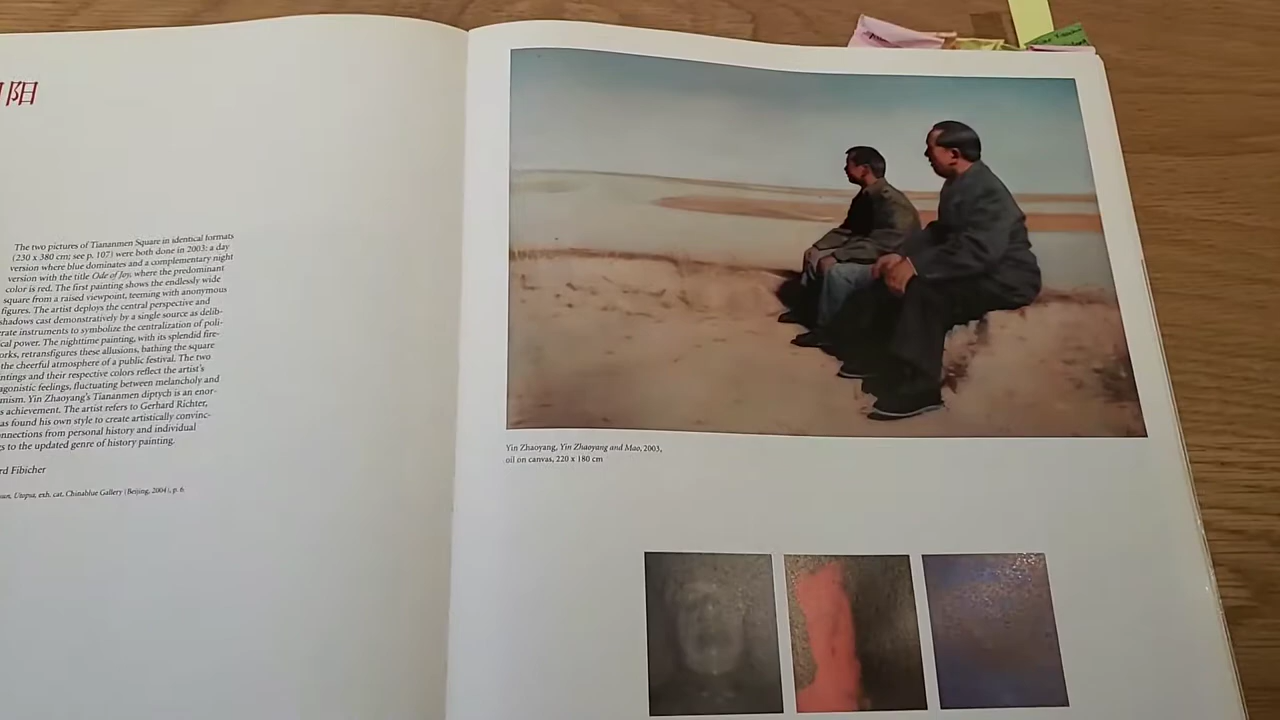 阳
The two pictures of Tiananmen Square in identical formats
(230 x 380 cm; see p. 107) were both done in 2003: a day
version where blue dominates and a complementary night
version with the title Ode of Joy, where the predominant
color is red. The first painting shows the endlessly wide
square from a raised viewpoint, teeming with anonymous
figures. The artist deploys the central perspective and
shadows cast demonstratively by a single source as delib-
erate instruments to symbolize the centralization of poli-
cal power. The nighttime painting, with its splendid fire-
orks, retransfigures these allusions, bathing the square
the cheerful atmosphere of a public festival. The two
ntings and their respective colors reflect the artist's
agonistic feelings, fluctuating between melancholy and
mism. Yin Zhaoyang's Tiananmen diptych is an enor-
s achievement. The artist refers to Gerhard Richter,
as found his own style to create artistically convinc-
nnections from personal history and individual
gs to the updated genre of history painting.
rd Fibicher
Utopia, exh. cat. Chinablue Gallery (Beijing, 2004), p. 6
Yin Zhaoyang, Yin Zhaoyang and Mao, 2003,
oil on canvas, 220 x 180 cm